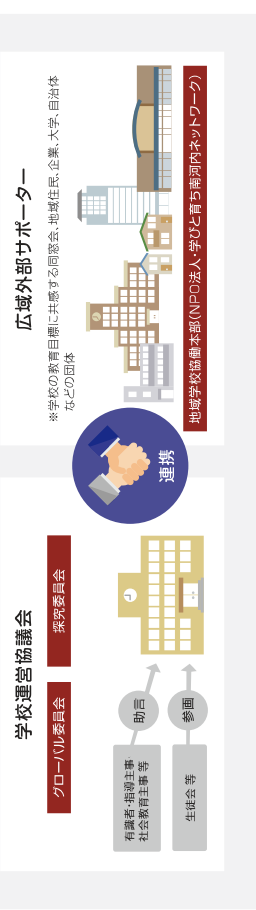 学校運営協議会
グローバル委員会
探究委員会
有識者・指導主事
社会教育主事 等
助言
生徒会 等
参画
連携
広域外部サポーター
※学校の教育目標に共感する同窓会、地域住民、企業、大学、自治体
などの団体
地域学校協働本部(NPO法人・学びと育ち南河内ネットワーク)